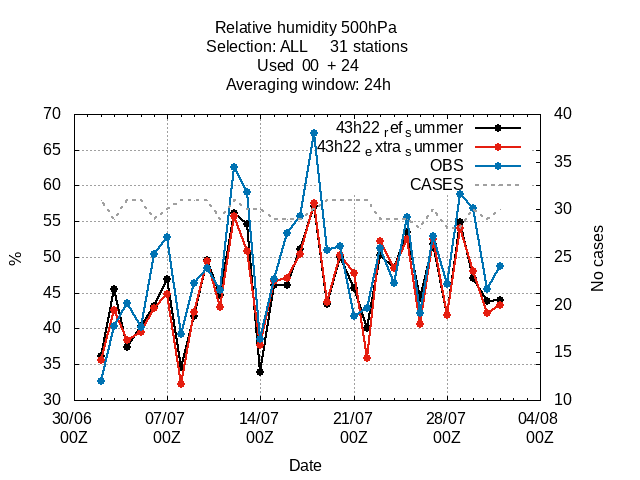 Relative humidity 500hPa
Selection: ALL 31 stations
Used 00 + 24
Averaging window: 24h
70 40
43h22 ref summer
65
43h22 extra summer
35
OBS
60
CASES
55 30
50 25
%
No cases
45
40 20
35 15
30 10
30/06 07/07 14/07 21/07 28/07 04/08
00Z 00Z 00Z 00Z 00Z 00Z
Date